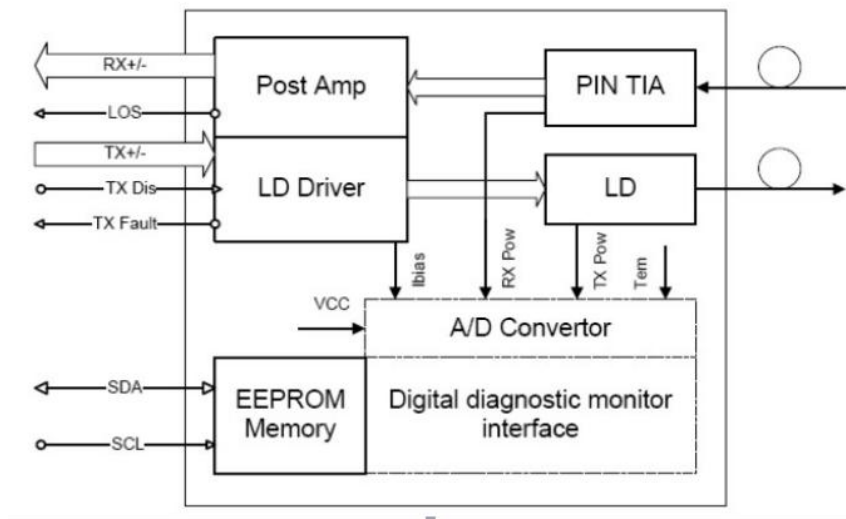 RX+/-
Post Amp
PIN TIA
LOS
TX+/-
LD Driver
LD
TX Dis
TX Fault
Ibias
RX Pow
TX Pow
Tem
VCC
A/D Convertor
SDA
EEPROM
Memory
Digital diagnostic monitor
interface
SCL